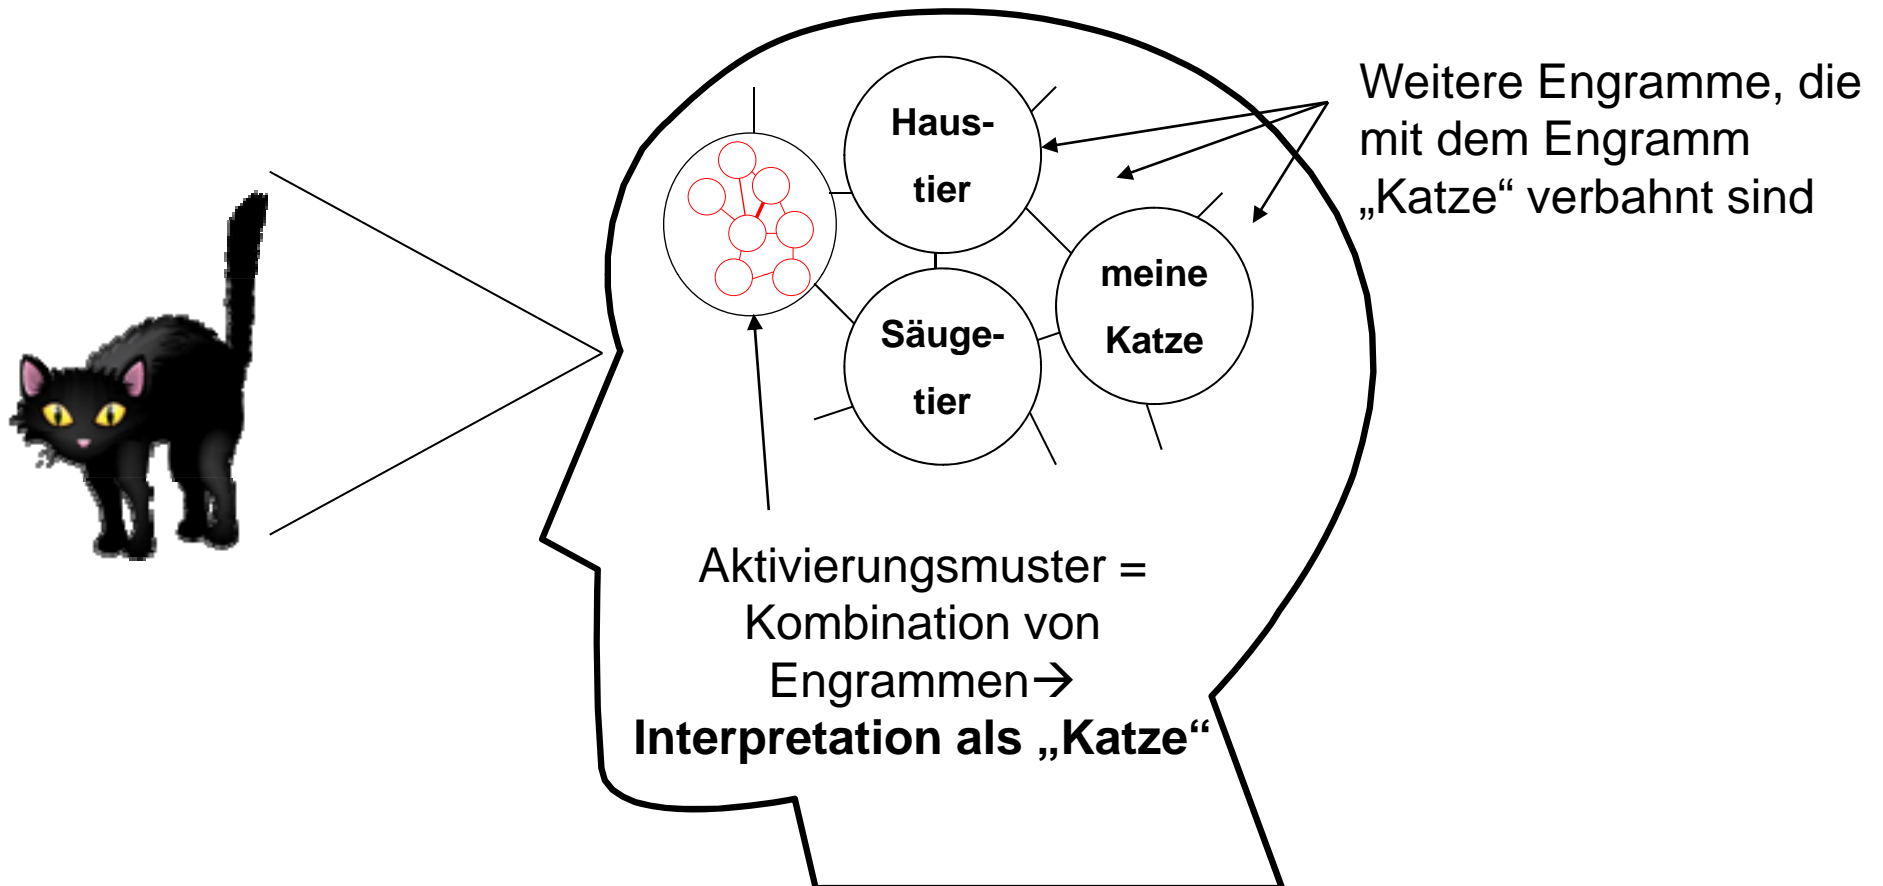 Haus-
tier
Säuge-
tier
meine
Katze
Weitere Engramme, die
mit dem Engramm
„Katze“ verbahnt sind
Aktivierungsmuster =
Kombination von
Engrammen→
Interpretation als „Katze“